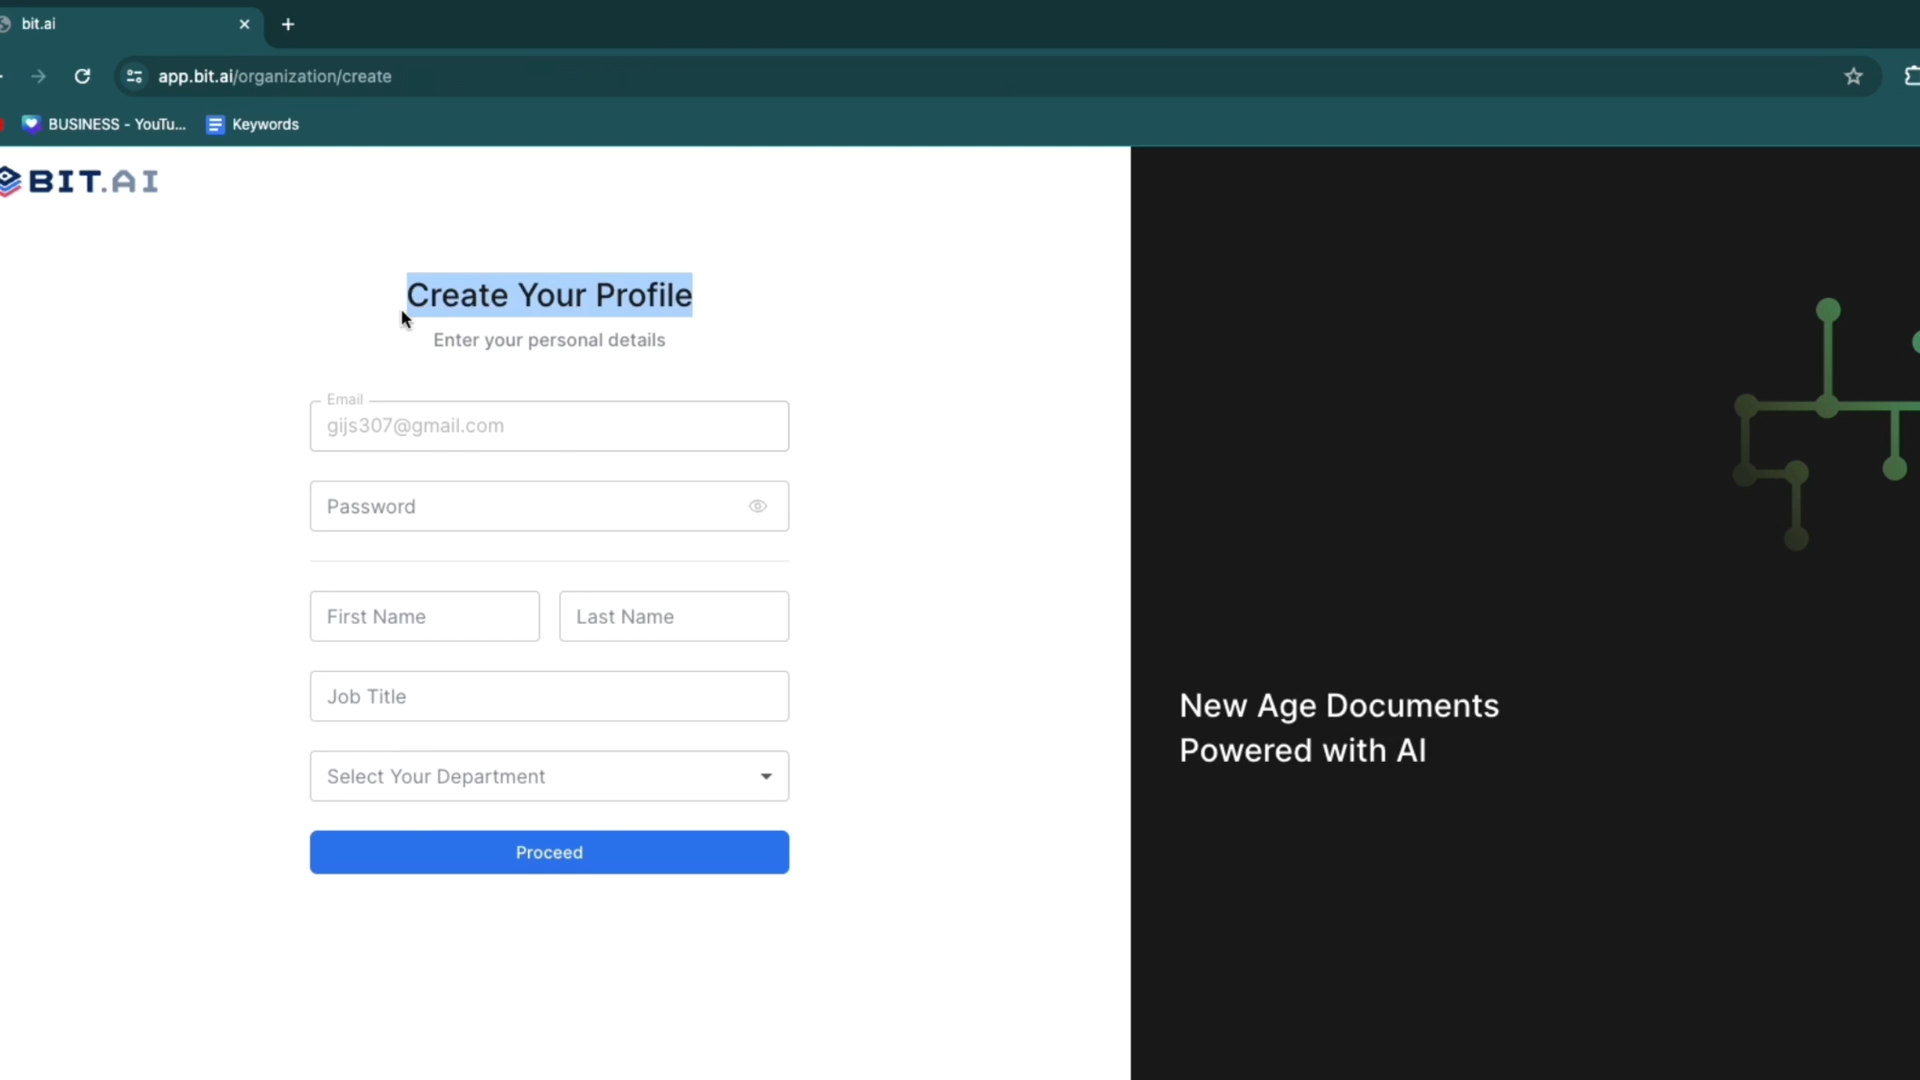 bit.ai
app.bit.ai/organization/create
BUSINESS - YouTu...
Keywords
BIT.AI
Create Your Profile
Enter your personal details
Email
gijs307@gmail.com
Password
First Name
Last Name
Job Title
Select Your Department
Proceed
New Age Documents
Powered with AI